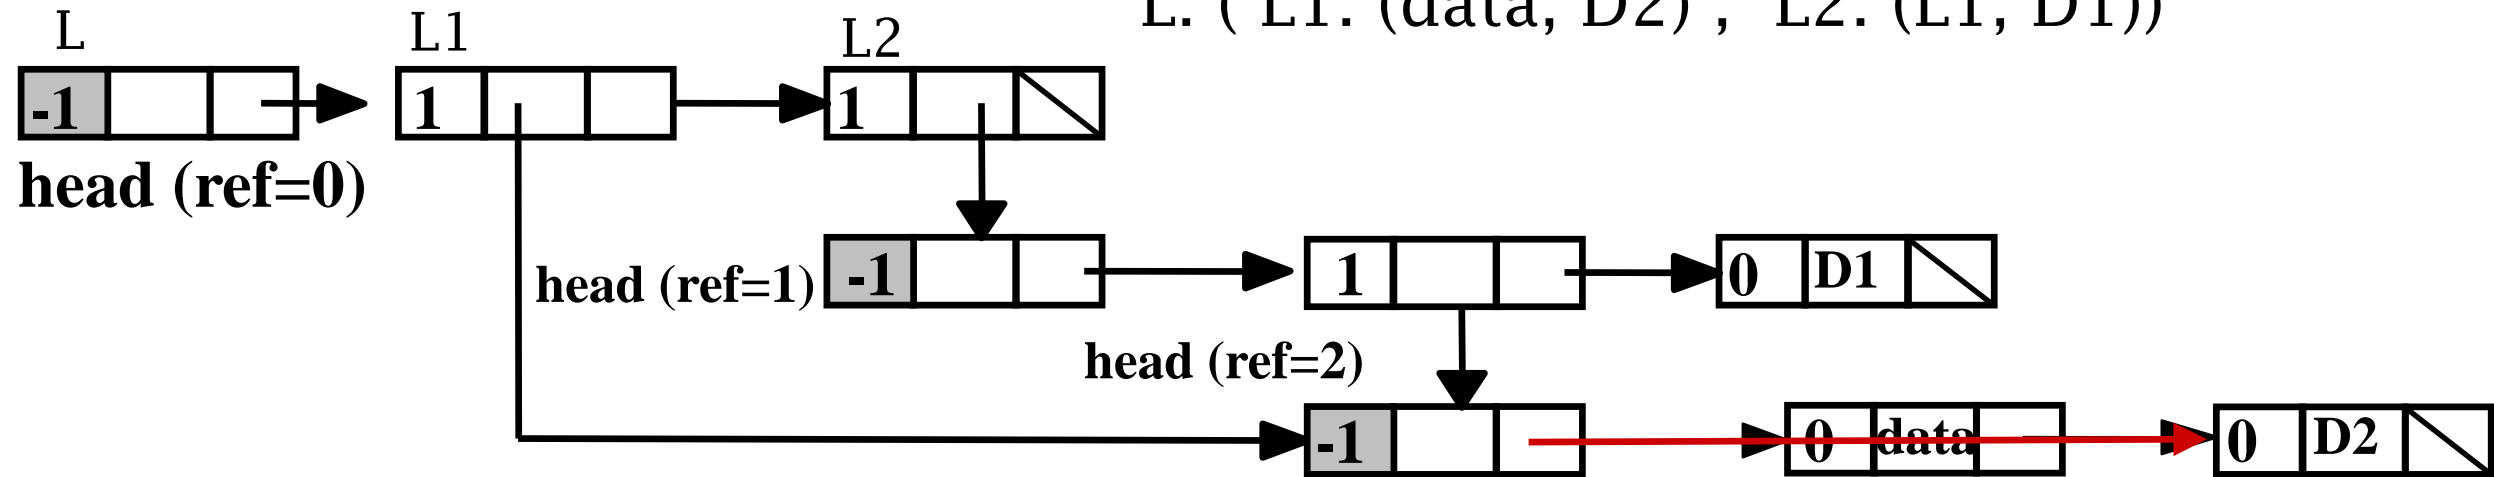 L: ( L1: (data, D2) , L2: (L1, D1))
L L1 L2
-1 1 1
head (ref=0)
head (ref=1) -1 1 0 D1
head (ref=2)
-1 0 data 0 D2